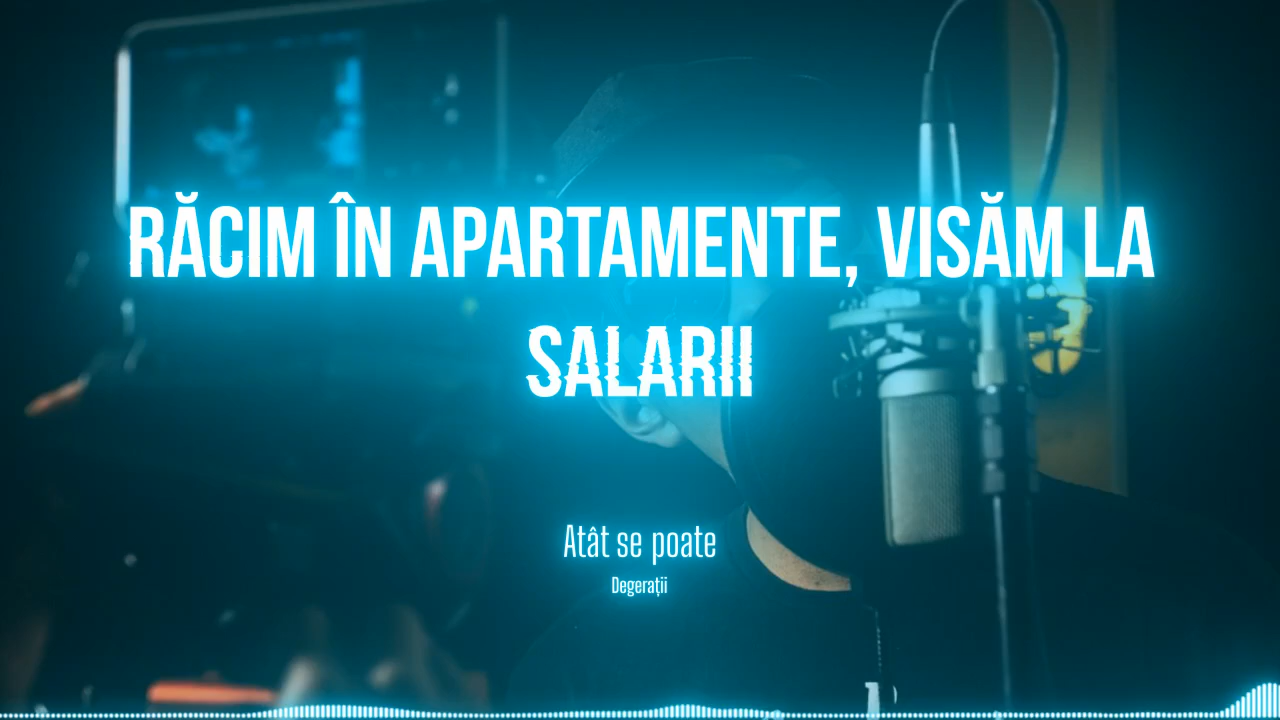 RĂCIM ÎN APARTAMENTE, VISĂM LA
SALARII
Atât se poate
Degerații